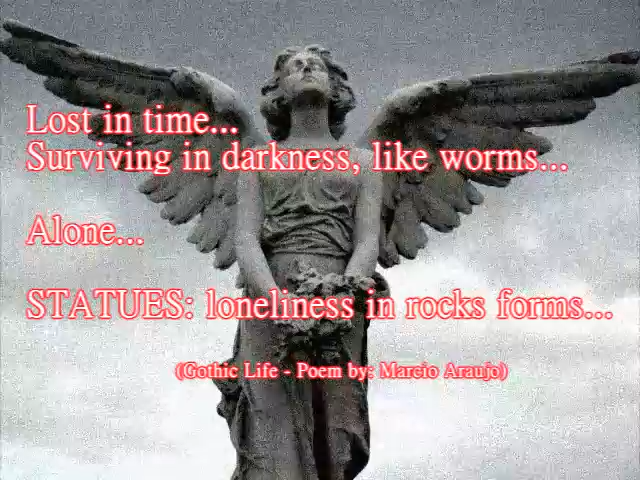 Lost in time...
Surviving in darkness, like worms...
Alone...
STATUES: loneliness in rocks forms...
(Gothic Life - Poem by: Marcio Araujo)